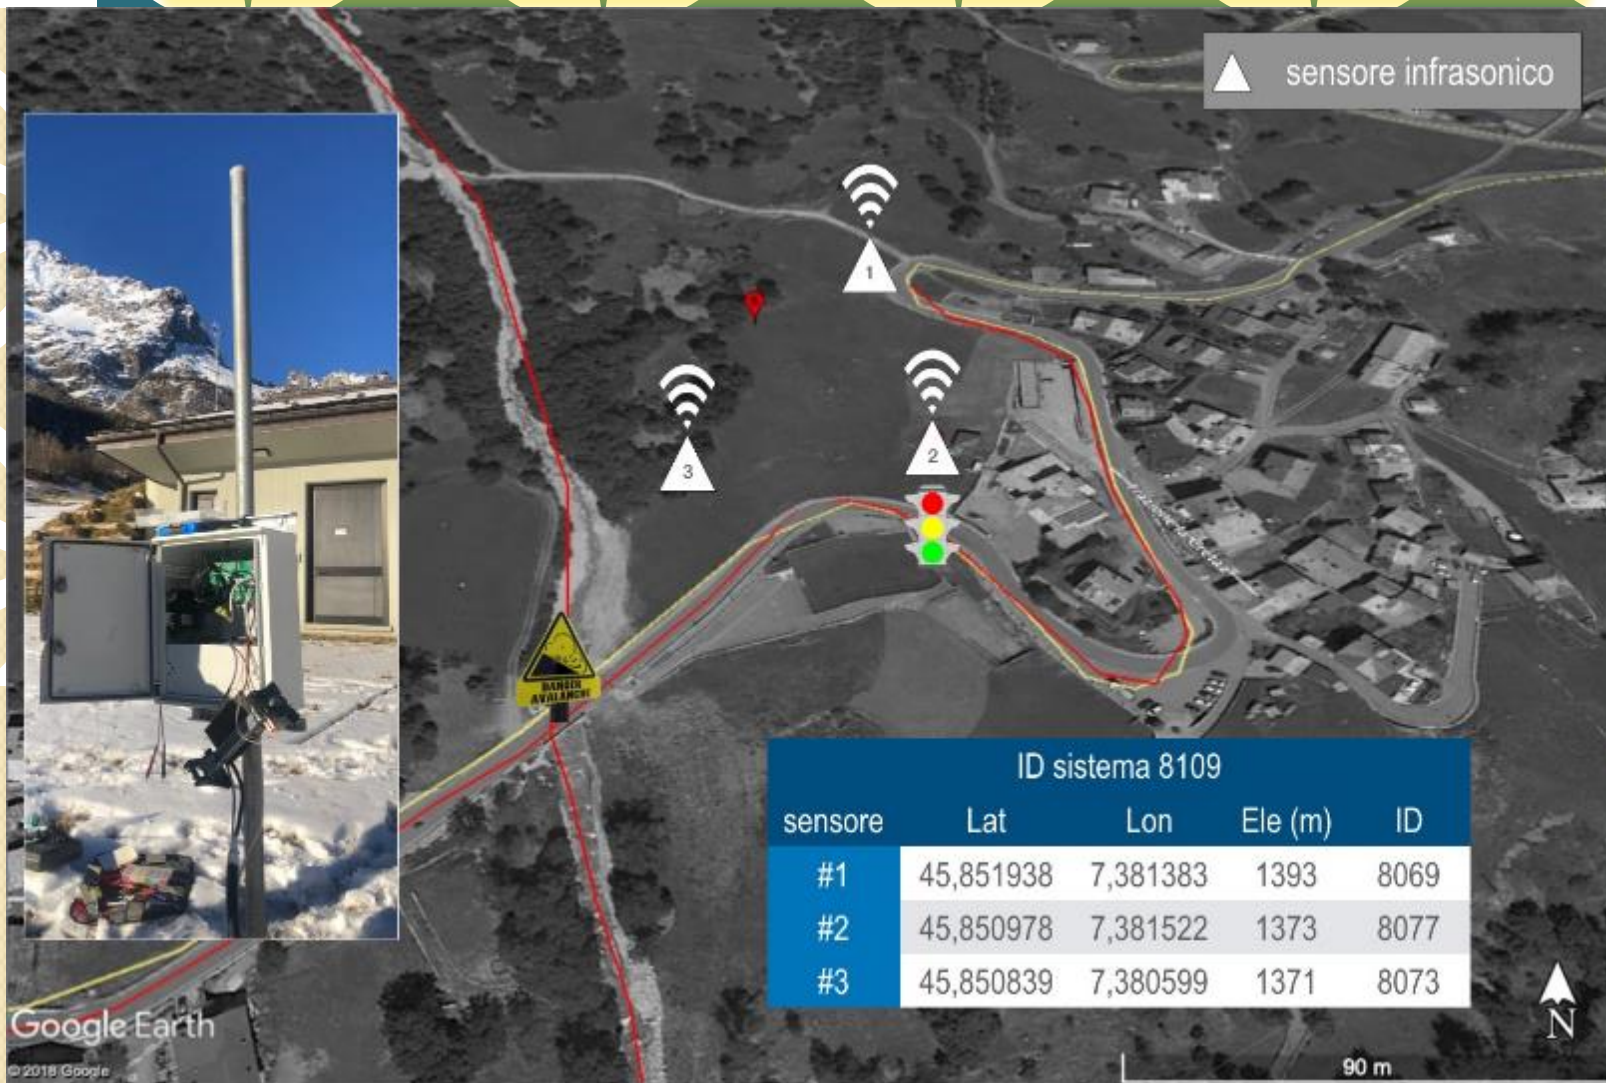 sensore infrasonico
1
2
3
DANGER
AVALANCHE
ID sistema 8109
sensore Lat Lon Ele (m) ID
#1 45,851938 7,381383 1393 8069
#2 45,850978 7,381522 1373 8077
#3 45,850839 7,380599 1371 8073
N
Google Earth
© 2018 Google
90 m